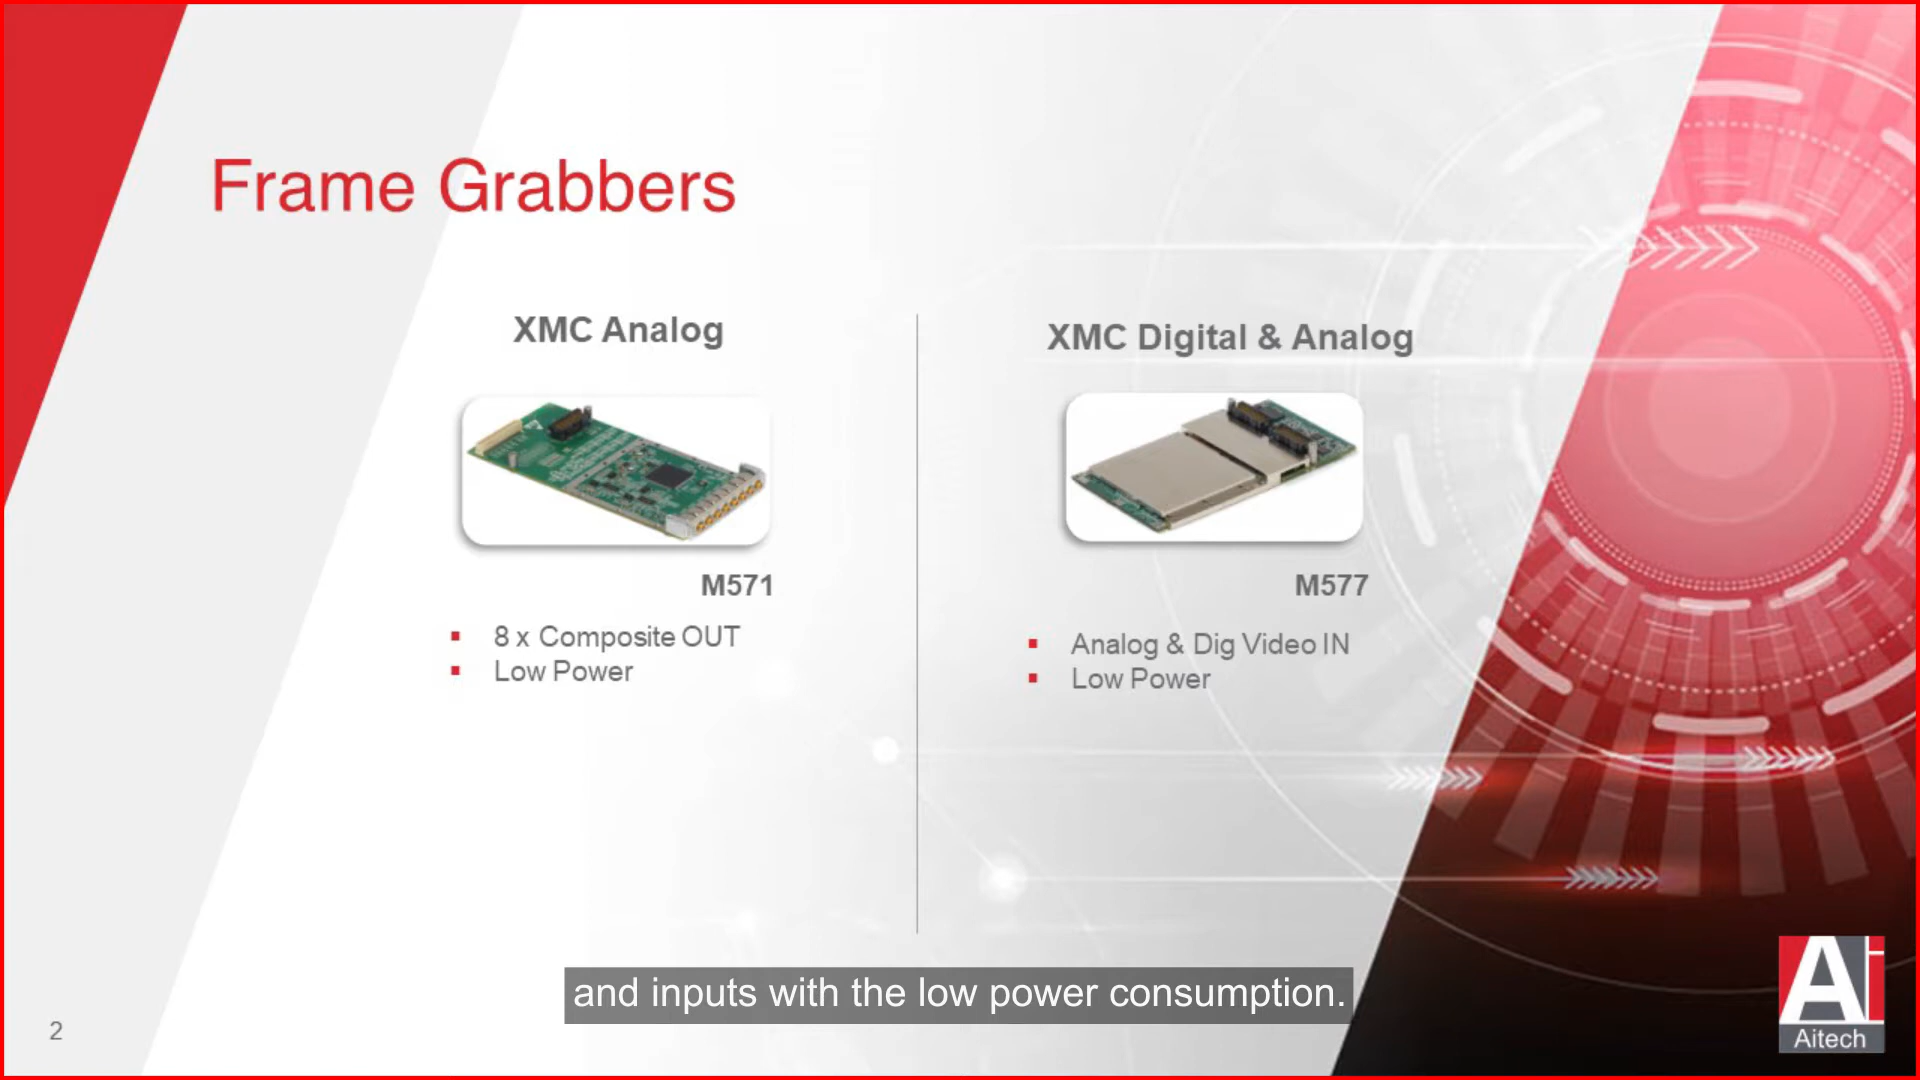 Frame Grabbers
XMC Analog
M571
8 x Composite OUT
Low Power
XMC Digital & Analog
M577
Analog & Dig Video IN
Low Power
and inputs with the low power consumption.
2
Ai
Aitech